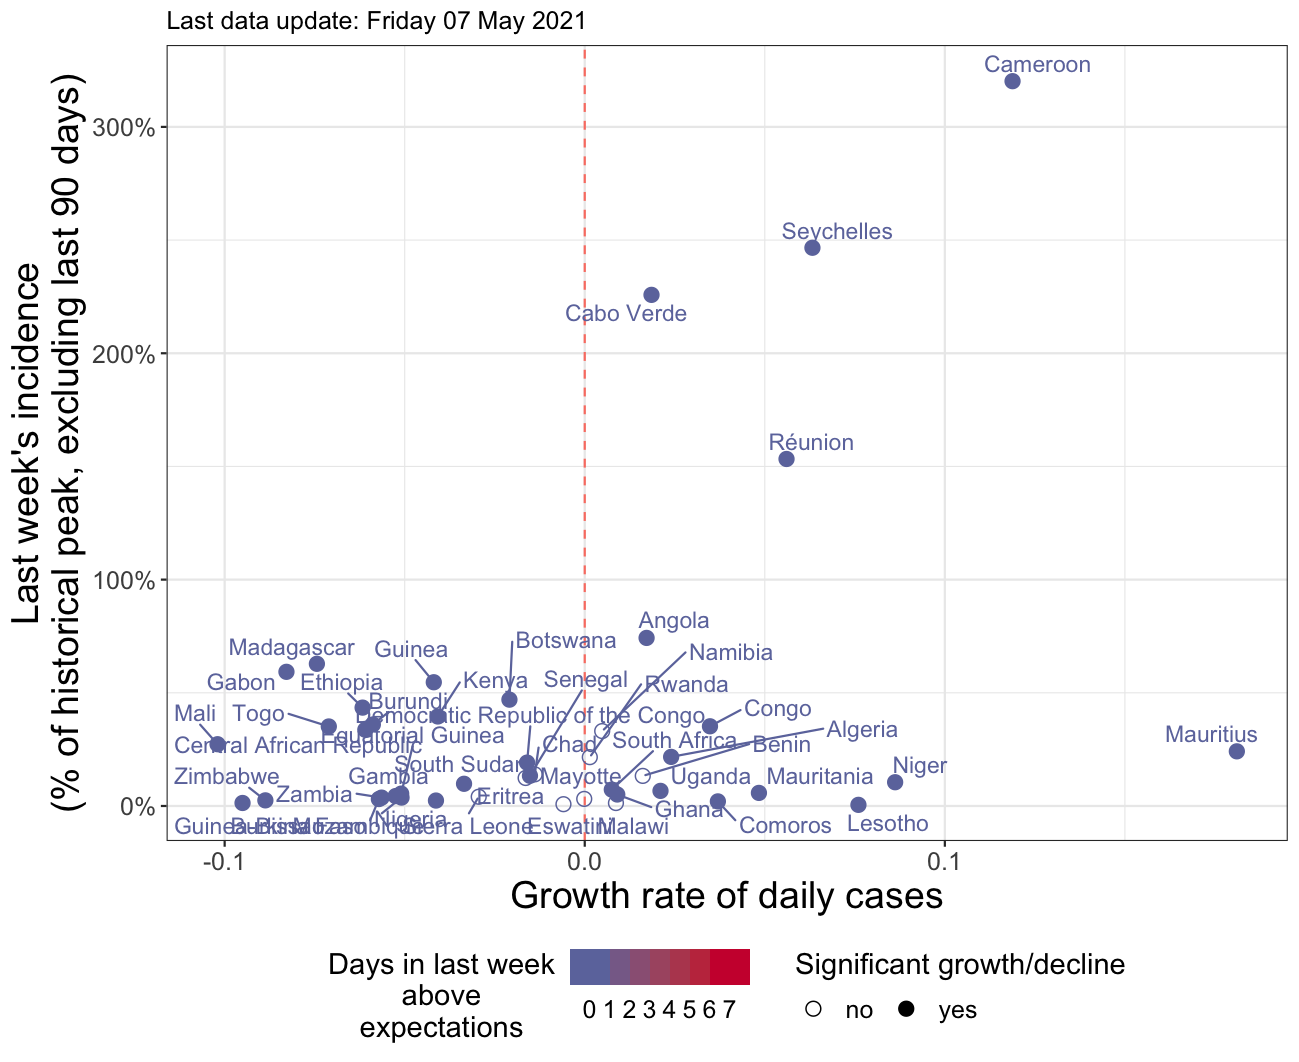 Last data update: Friday 07 May 2021
Last week's incidence
(% of historical peak, excluding last 90 days)
300%
200%
100%
0%
Cameroon
Seychelles
Cabo Verde
Réunion
Angola
Madagascar
Guinea
Botswana
Namibia
Gabon
Ethiopia
Kenya
Senegal
Rwanda
Mali
Togo
Burundi
Democratic Republic of the Congo
Congo
Equatorial Guinea
Algeria
Mauritius
Central African Republic
Chad
South Africa
Benin
South Sudan
Niger
Zimbabwe
Gambia
Mayotte
Uganda
Mauritania
Zambia
Eritrea
Ghana
Nigeria
Guinea-Bissau
Burkina Faso
Mozambique
Sierra Leone
Eswatini
Malawi
Comoros
Lesotho
-0.1
0.0
0.1
Growth rate of daily cases
Days in last week
above
expectations
0 1 2 3 4 5 6 7
Significant growth/decline
no
yes